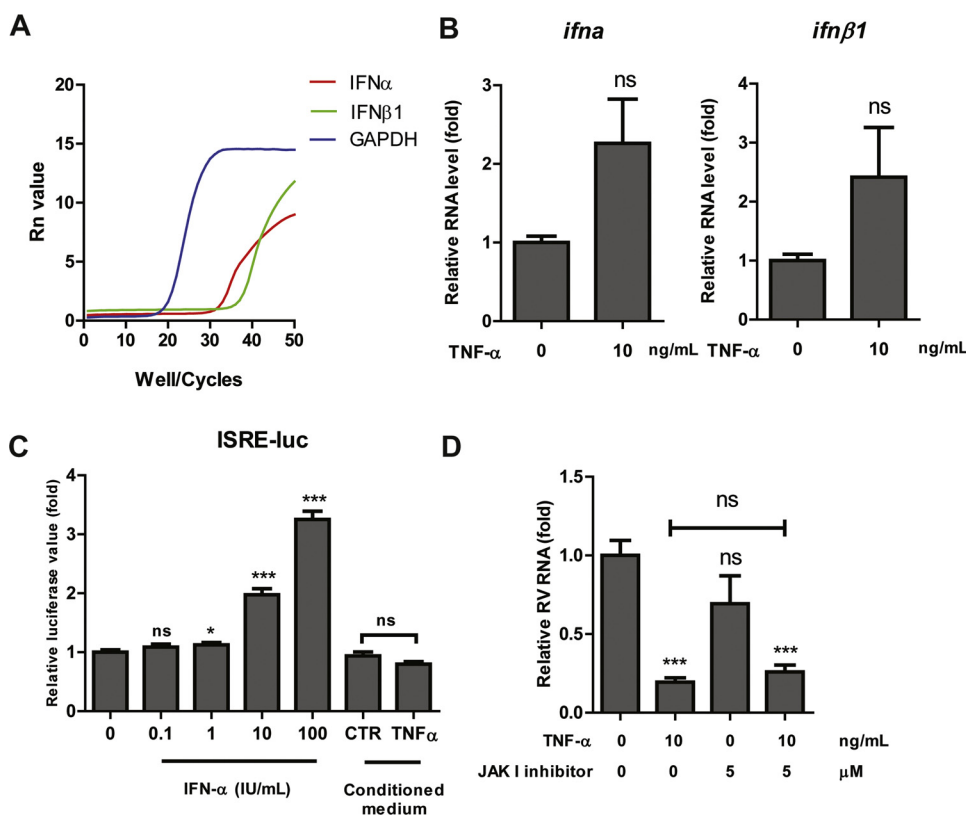 A
20
15
10
5
0
Rn value
0 10 20 30 40 50
Well/Cycles
IFNα
IFNβ1
GAPDH
B
ifna
3
2
1
0
Relative RNA level (fold)
ns
TNF-α 0 10 ng/mL
ifnβ1
4
3
2
1
0
Relative RNA level (fold)
ns
TNF-α 0 10 ng/mL
C
ISRE-luc
4
3
2
1
0
Relative luciferase value (fold)
ns * *** *** ns
0 0.1 1 10 100 CTR TNFα
IFN-α (IU/mL)
Conditioned
medium
D
1.5
1.0
0.5
0.0
Relative RV RNA (fold)
ns
*** ns ***
TNF-α 0 10 0 10 ng/mL
JAK I inhibitor 0 0 5 5 μM